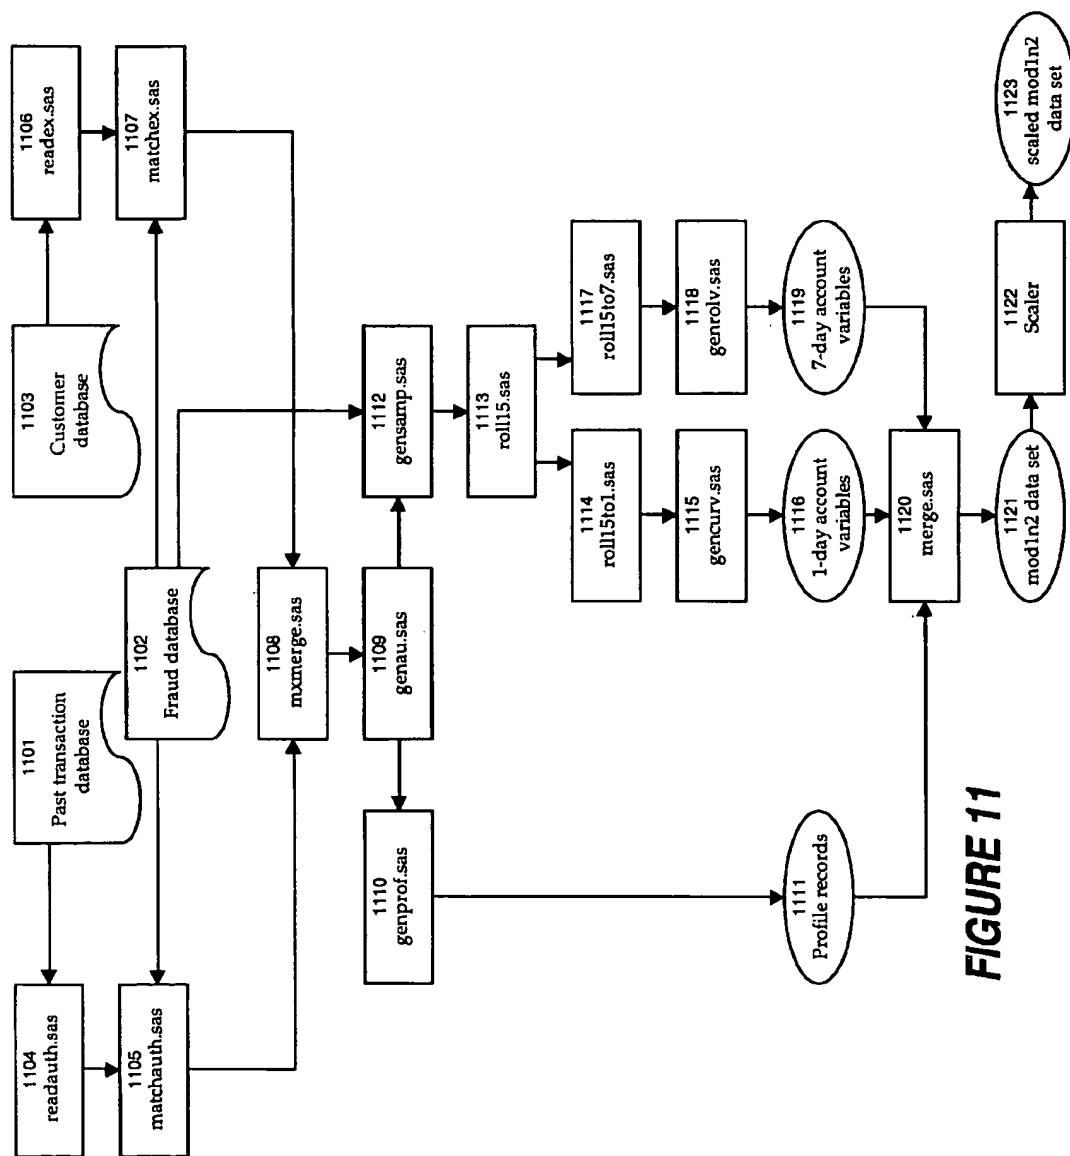 1101
Past transaction
database
1102
Fraud database
1103
Customer
database
1104
readauth.sas
1105
matchauth.sas
1106
readex.sas
1107
matchex.sas
1108
mxmerge.sas
1109
genau.sas
1110
genprof.sas
1111
Profile records
1112
gensamp.sas
1113
roll15.sas
1114
roll15to1.sas
1115
gencurv.sas
1116
1-day account
variables
1117
roll15to7.sas
1118
genrolv.sas
1119
7-day account
variables
1120
merge.sas
1121
mod1n2 data set
1122
Scaler
1123
scaled mod1n2
data set
FIGURE 11